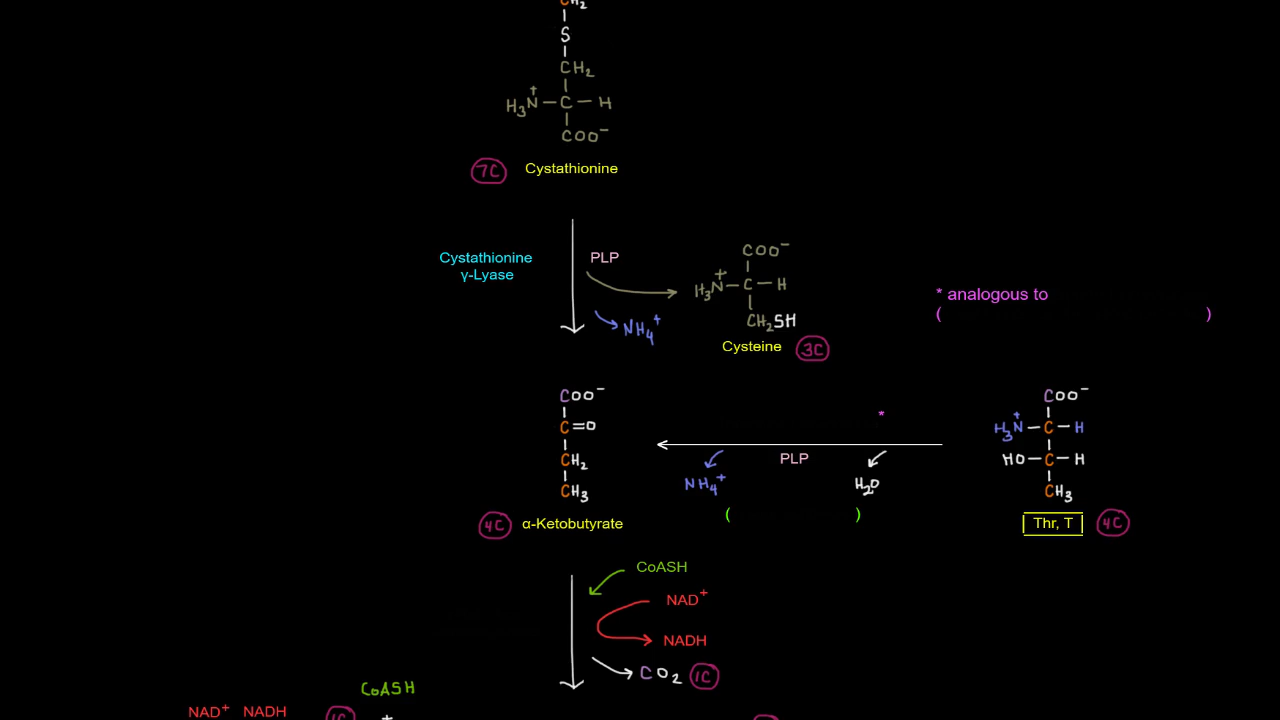 CH2
S
CH2
H3N+ — C — H
COO−
7C Cystathionine
Cystathionine
γ-Lyase
PLP
NH4+
COO−
H3N+ — C — H
CH2SH
Cysteine 3C
* analogous to
( )
COO−
C=O
CH2
CH3
4C α-Ketobutyrate
*
PLP
NH4+
H2O
( )
COO−
H3N+ — C — H
HO — C — H
CH3
Thr, T 4C
CoASH
NAD+
NADH
CO2 1C
CoASH
NAD+ NADH
1C +